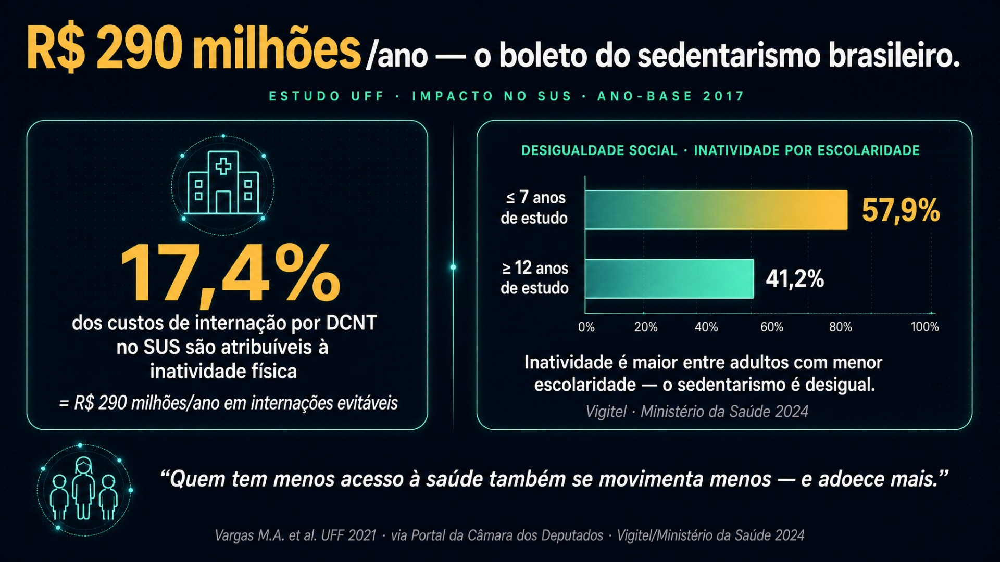 R$ 290 milhões/ano — o boleto do sedentarismo brasileiro.
ESTUDO UFF · IMPACTO NO SUS · ANO-BASE 2017
17,4%
dos custos de internação por DCNT
no SUS são atribuíveis à
inatividade física
= R$ 290 milhões/ano em internações evitáveis
DESIGUALDADE SOCIAL · INATIVIDADE POR ESCOLARIDADE
≤ 7 anos
de estudo
57,9%
≥ 12 anos
de estudo
41,2%
0% 20% 40% 60% 80% 100%
Inatividade é maior entre adultos com menor
escolaridade — o sedentarismo é desigual.
Vigitel · Ministério da Saúde 2024
“Quem tem menos acesso à saúde também se movimenta menos — e adoece mais.”
Vargas M.A. et al. UFF 2021 · via Portal da Câmara dos Deputados · Vigitel/Ministério da Saúde 2024